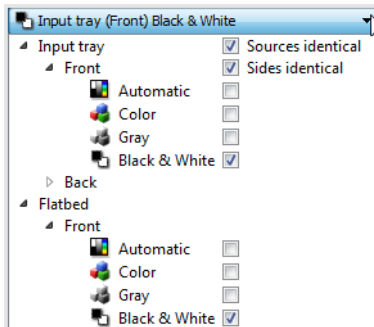 Input tray (Front) Black & White
Input tray Sources identical
Front Sides identical
Automatic
Color
Gray
Black & White
Back
Flatbed
Front
Automatic
Color
Gray
Black & White